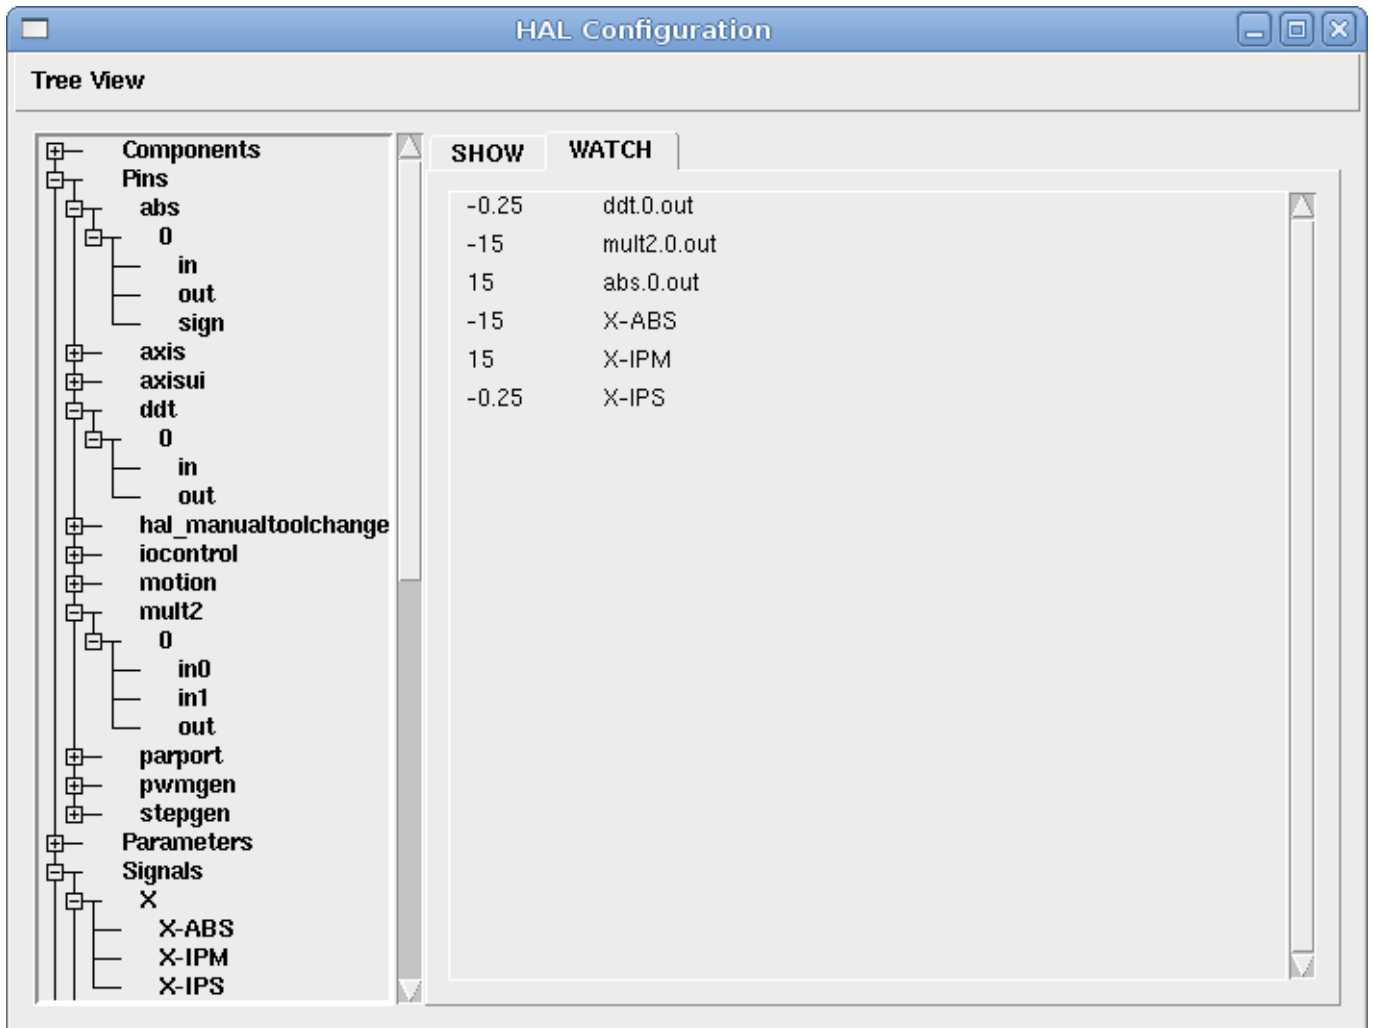 HAL Configuration
Tree View
Components
Pins
abs
0
in
out
sign
axis
axisui
ddt
0
in
out
hal_manualtoolchange
iocontrol
motion
mult2
0
in0
in1
out
parport
pwmgen
stepgen
Parameters
Signals
X
X-ABS
X-IPM
X-IPS
SHOW WATCH
-0.25 ddt.0.out
-15 mult2.0.out
15 abs.0.out
-15 X-ABS
15 X-IPM
-0.25 X-IPS